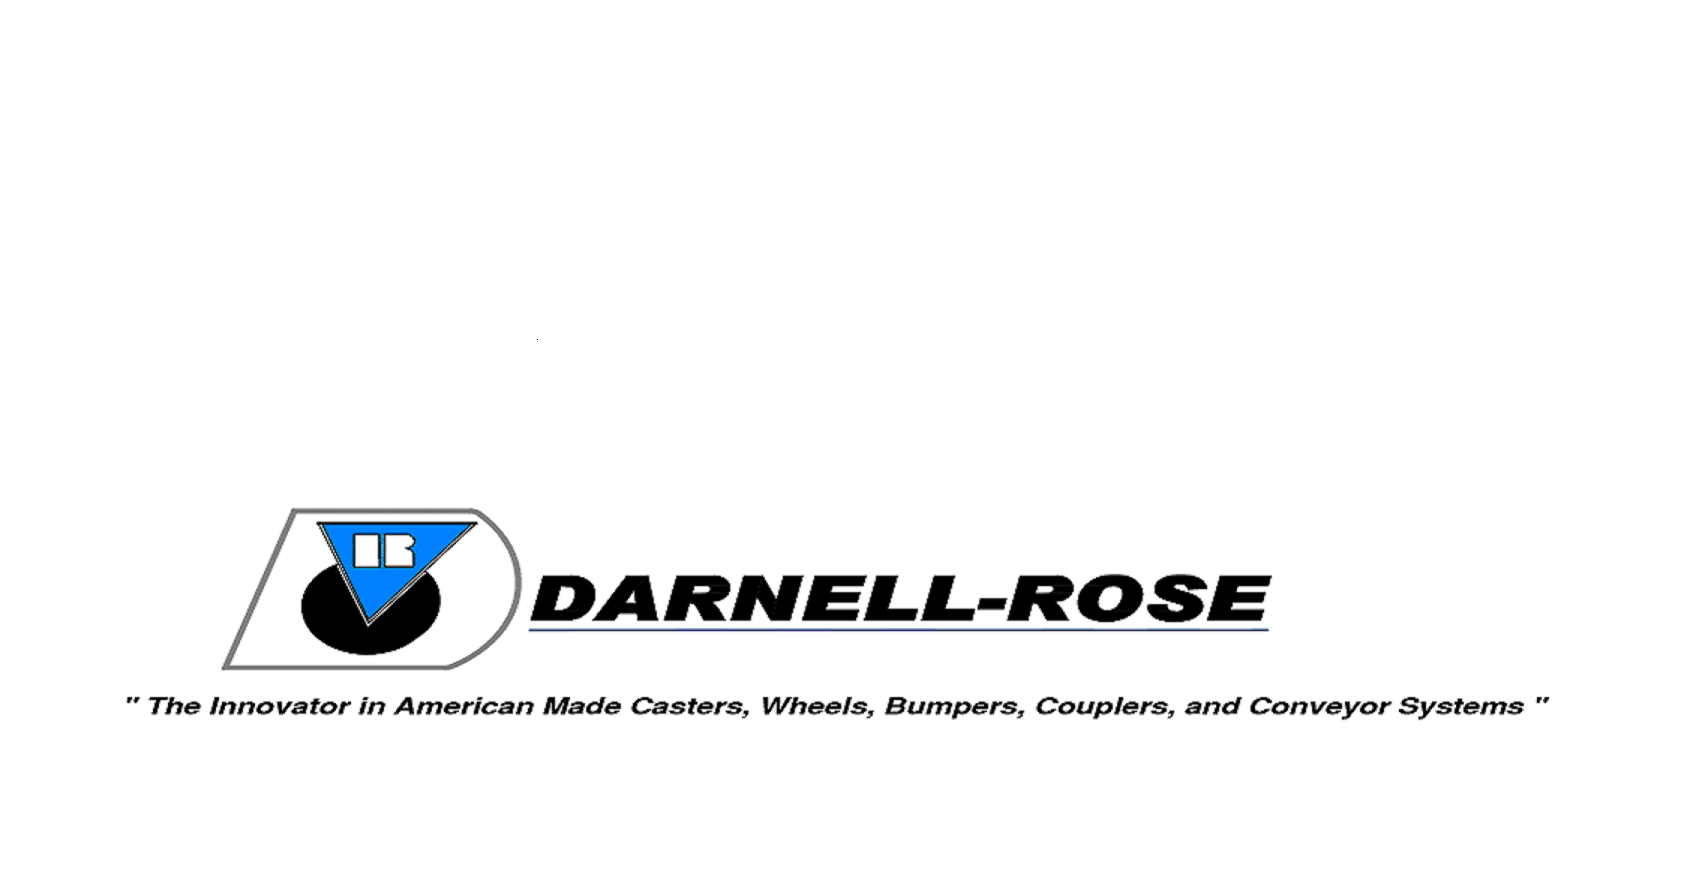 DARNELL-ROSE
" The Innovator in American Made Casters, Wheels, Bumpers, Couplers, and Conveyor Systems "